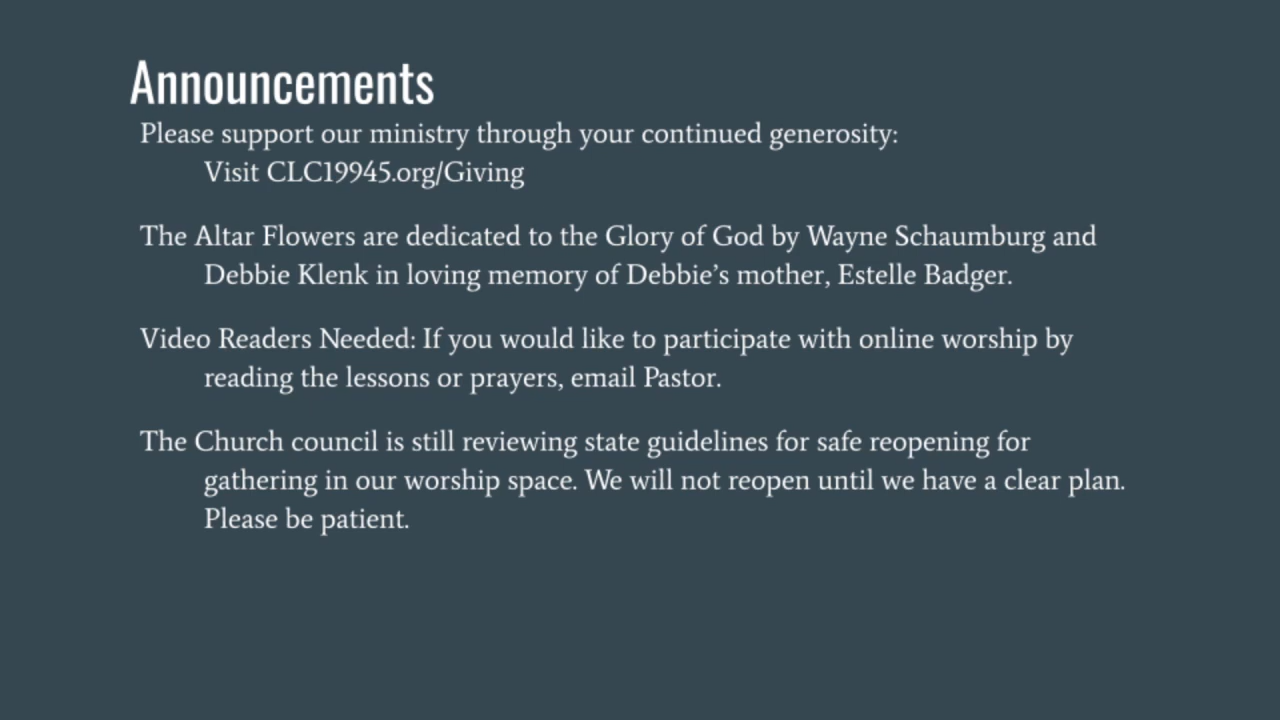 Announcements
Please support our ministry through your continued generosity:
Visit CLC19945.org/Giving
The Altar Flowers are dedicated to the Glory of God by Wayne Schaumburg and
Debbie Klenk in loving memory of Debbie’s mother, Estelle Badger.
Video Readers Needed: If you would like to participate with online worship by
reading the lessons or prayers, email Pastor.
The Church council is still reviewing state guidelines for safe reopening for
gathering in our worship space. We will not reopen until we have a clear plan.
Please be patient.